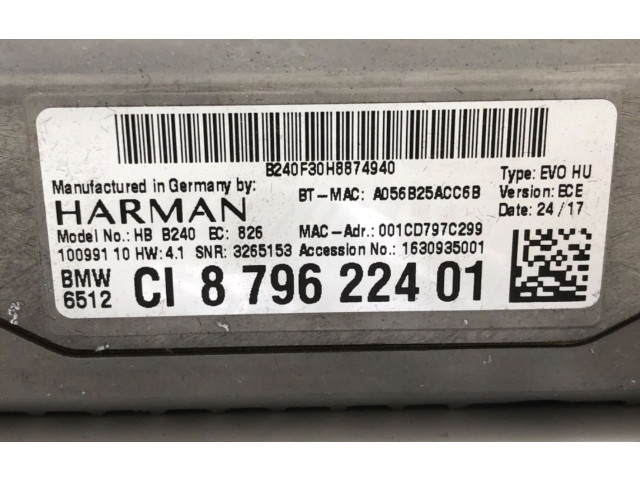 B240F30H8874940
Manufactured in Germany by: BT-MAC: A056B25ACC6B Type: EVO HU
HARMAN Version: ECE
Model No.: HB B240 EC: 826 MAC-Adr.: 001CD797C299 Date: 24/17
10099110 HW: 4.1 SNR: 3265153 Accession No.: 1630935001
BMW
6512 CI 8 796 224 01